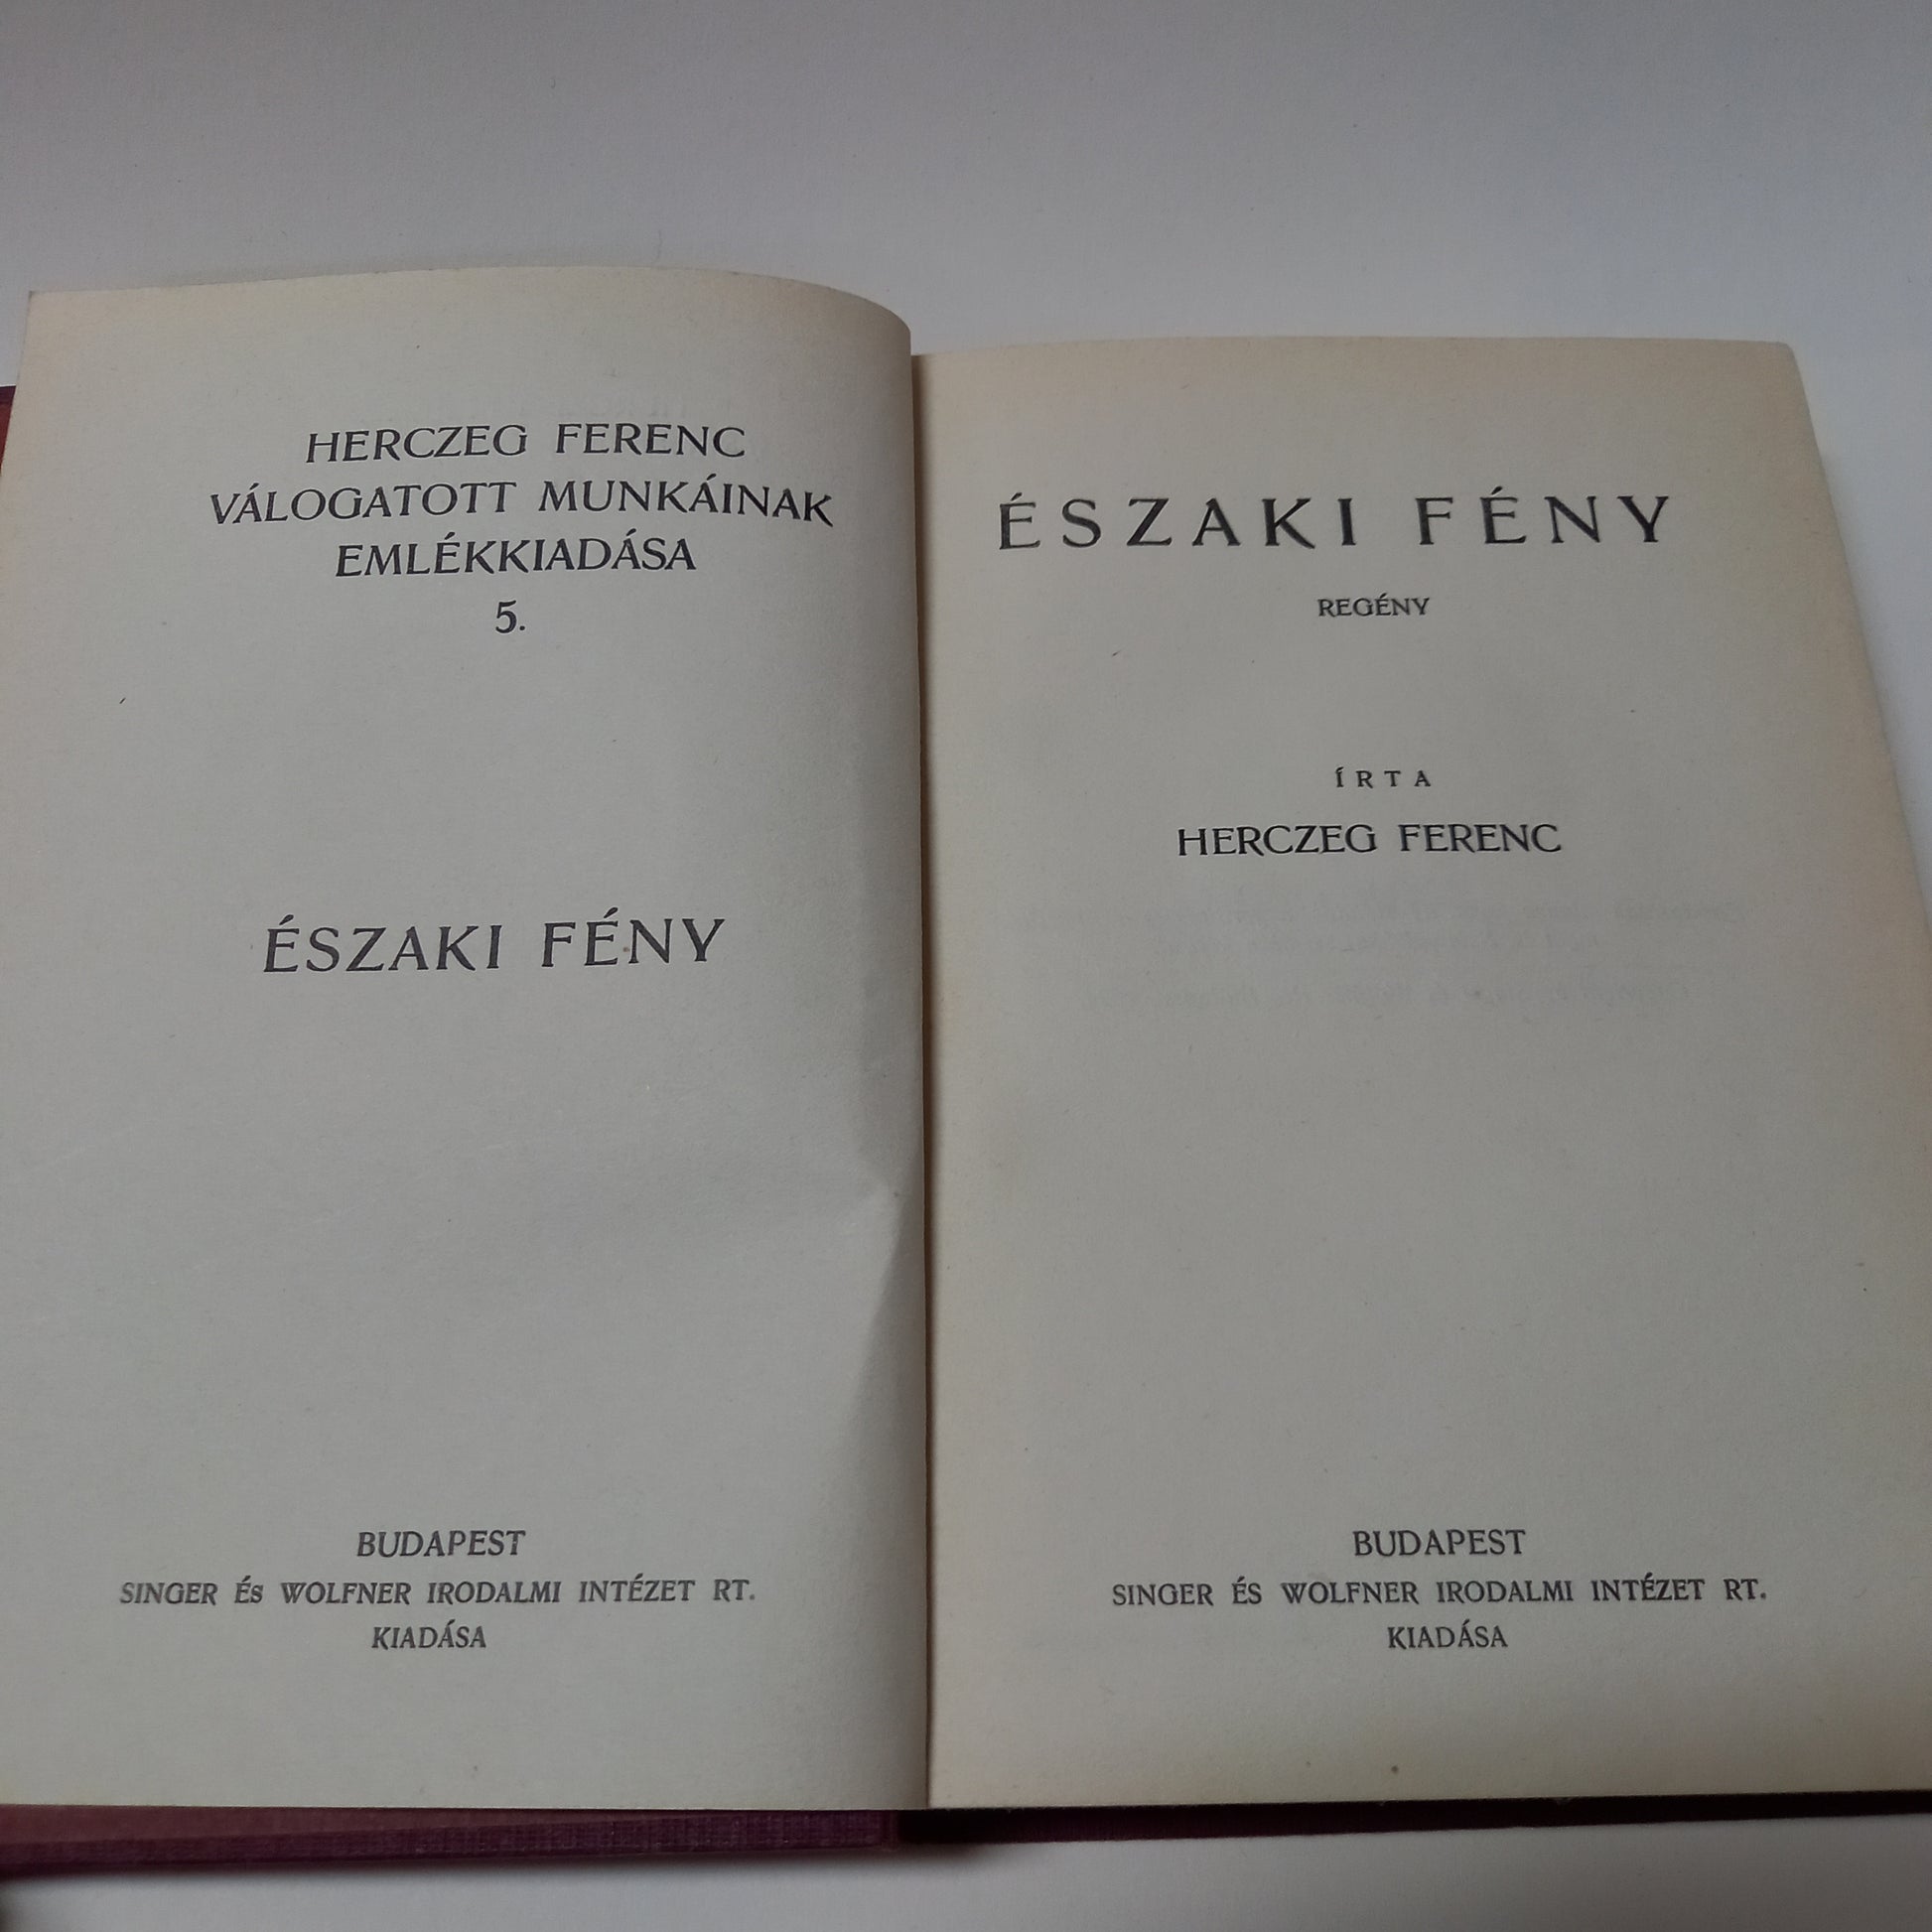 HERCZEG FERENC
VÁLOGATOTT MUNKÁINAK
EMLÉKKIADÁSA
5.
ÉSZAKI FÉNY
BUDAPEST
SINGER ÉS WOLFNER IRODALMI INTÉZET RT.
KIADÁSA
ÉSZAKI FÉNY
REGÉNY
ÍRTA
HERCZEG FERENC
BUDAPEST
SINGER ÉS WOLFNER IRODALMI INTÉZET RT.
KIADÁSA